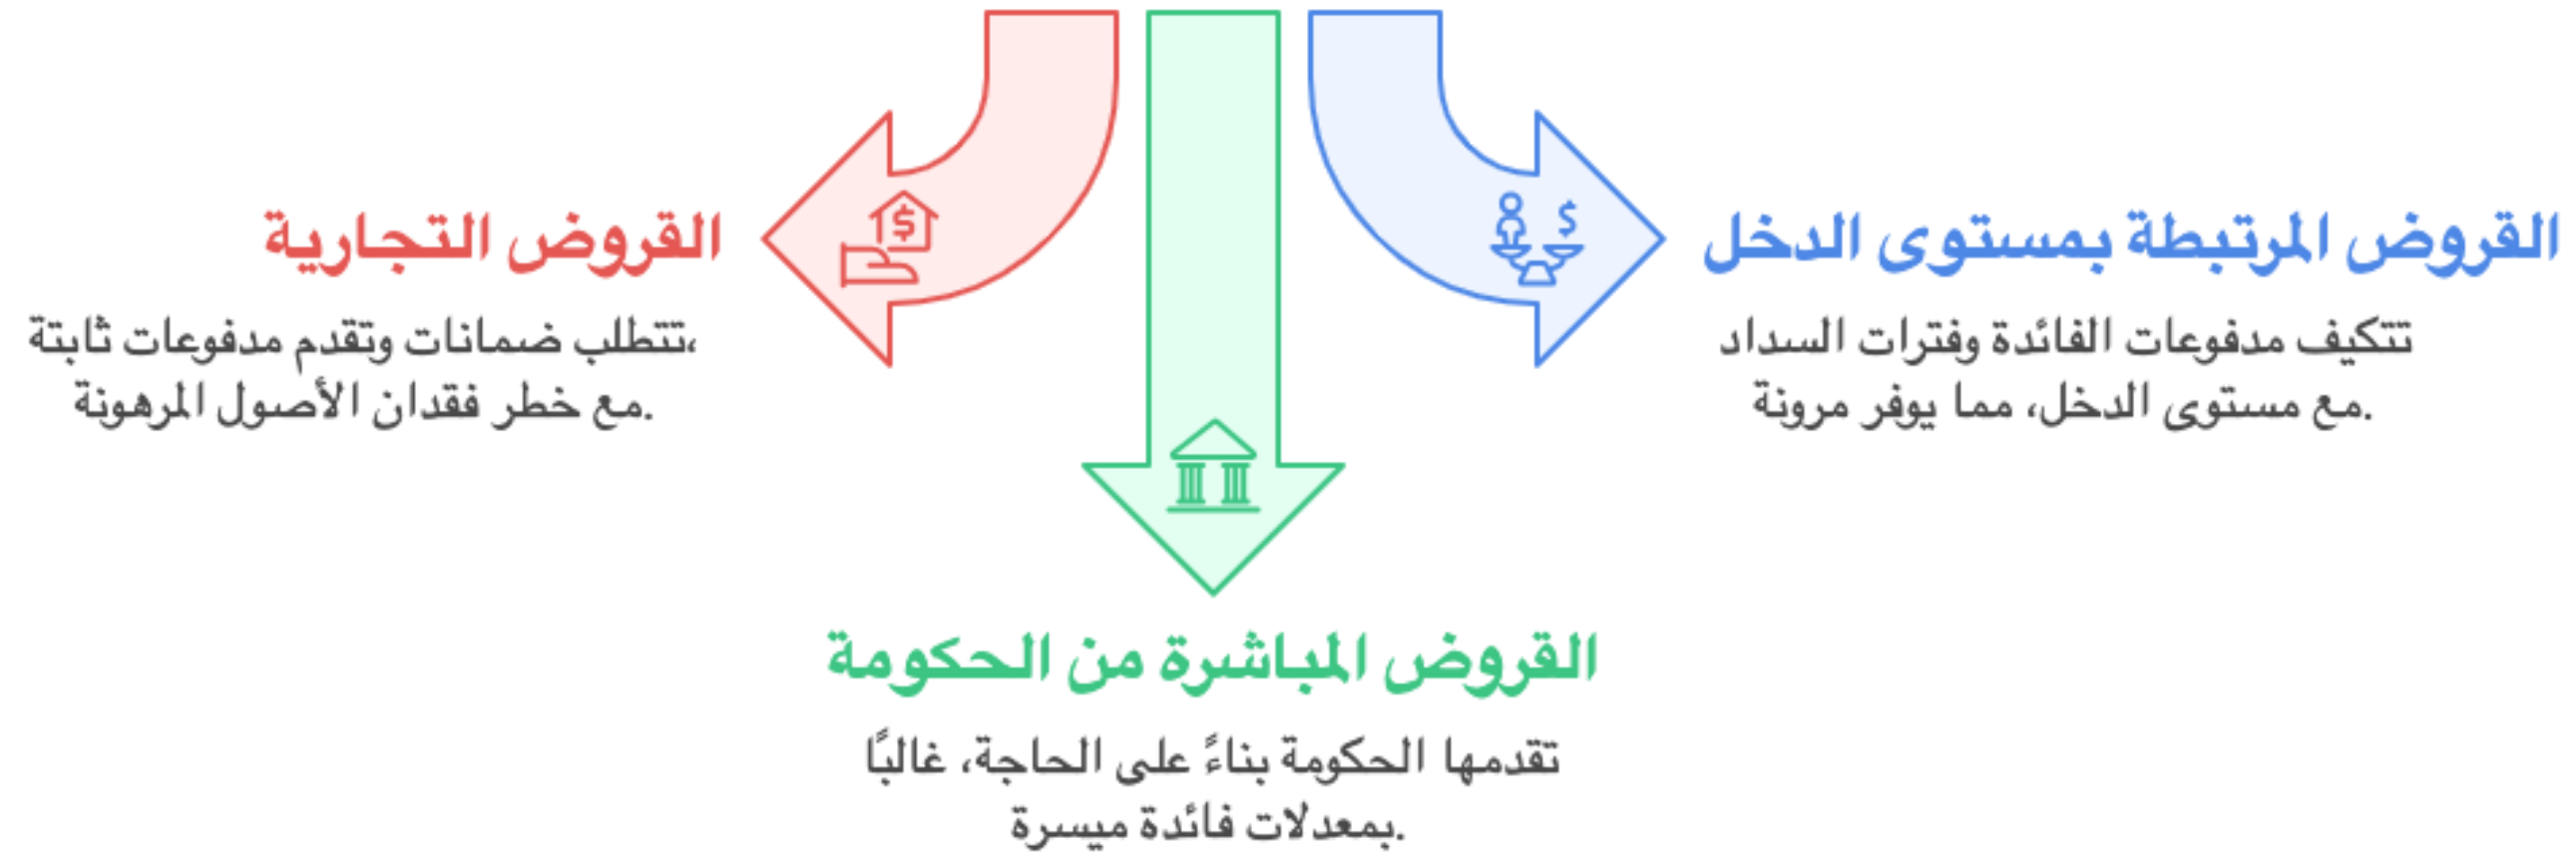 القروض المرتبطة بمستوى الدخل
تتكيف مدفوعات الفائدة وفترات السداد
مع مستوى الدخل، مما يوفر مرونة.
القروض التجارية
تتطلب ضمانات وتقدم مدفوعات ثابتة،
مع خطر فقدان الأصول المرهونة.
القروض المباشرة من الحكومة
تقدمها الحكومة بناءً على الحاجة، غالبًا
بمعدلات فائدة ميسرة.